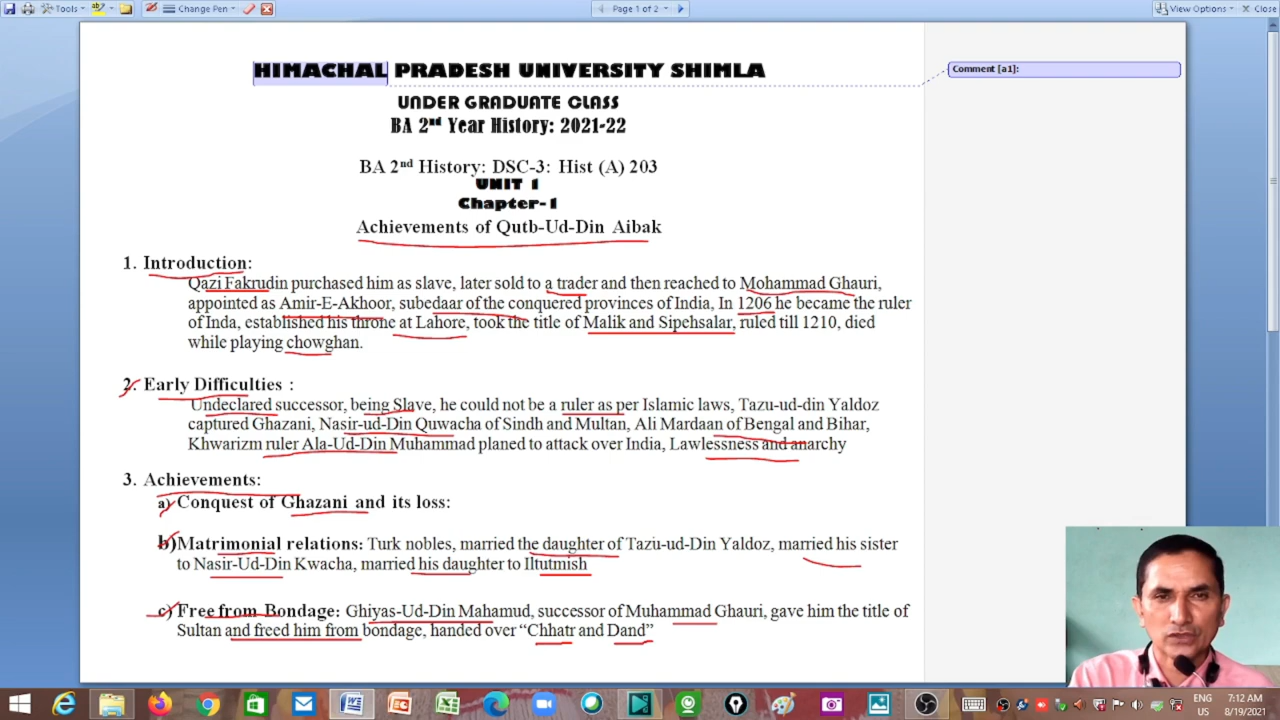 Tools
Change Pen
Page 1 of 2
View Options
Close
HIMACHAL PRADESH UNIVERSITY SHIMLA
Comment [a1]:
UNDER GRADUATE CLASS
BA 2nd Year History: 2021-22
BA 2nd History: DSC-3: Hist (A) 203
UNIT 1
Chapter-1
Achievements of Qutb-Ud-Din Aibak
1. Introduction:
Qazi Fakrudin purchased him as slave, later sold to a trader and then reached to Mohammad Ghauri,
appointed as Amir-E-Akhoor, subedaar of the conquered provinces of India, In 1206 he became the ruler
of Inda, established his throne at Lahore, took the title of Malik and Sipehsalar, ruled till 1210, died
while playing chowghan.
2. Early Difficulties :
Undeclared successor, being Slave, he could not be a ruler as per Islamic laws, Tazu-ud-din Yaldoz
captured Ghazani, Nasir-ud-Din Quwacha of Sindh and Multan, Ali Mardaan of Bengal and Bihar,
Khwarizm ruler Ala-Ud-Din Muhammad planed to attack over India, Lawlessness and anarchy
3. Achievements:
a) Conquest of Ghazani and its loss:
b) Matrimonial relations: Turk nobles, married the daughter of Tazu-ud-Din Yaldoz, married his sister
to Nasir-Ud-Din Kwacha, married his daughter to Iltutmish
c) Free from Bondage: Ghiyas-Ud-Din Mahamud, successor of Muhammad Ghauri, gave him the title of
Sultan and freed him from bondage, handed over “Chhatr and Dand”
ENG
US
7:12 AM
8/19/2021